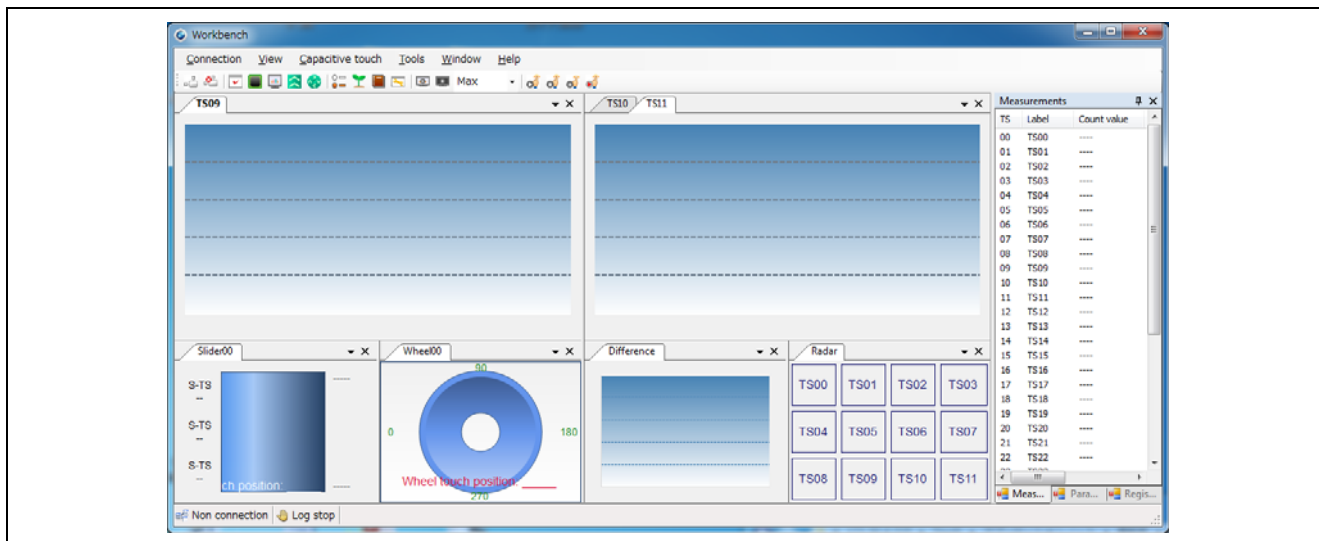 Workbench
Connection View Capacitive touch Tools Window Help
Max
TS09
TS10 TS11
Measurements
TS Label Count value
00 TS00 ----
01 TS01 ----
02 TS02 ----
03 TS03 ----
04 TS04 ----
05 TS05 ----
06 TS06 ----
07 TS07 ----
08 TS08 ----
09 TS09 ----
10 TS10 ----
11 TS11 ----
12 TS12 ----
13 TS13 ----
14 TS14 ----
15 TS15 ----
16 TS16 ----
17 TS17 ----
18 TS18 ----
19 TS19 ----
20 TS20 ----
21 TS21 ----
22 TS22 ----
Slider00
S-TS
--
S-TS
--
S-TS
--
----
----
ch position:
Wheel00
90
0 180
Wheel touch position: _____
270
Difference
Radar
TS00 TS01 TS02 TS03
TS04 TS05 TS06 TS07
TS08 TS09 TS10 TS11
Meas... Para... Regis...
Non connection Log stop